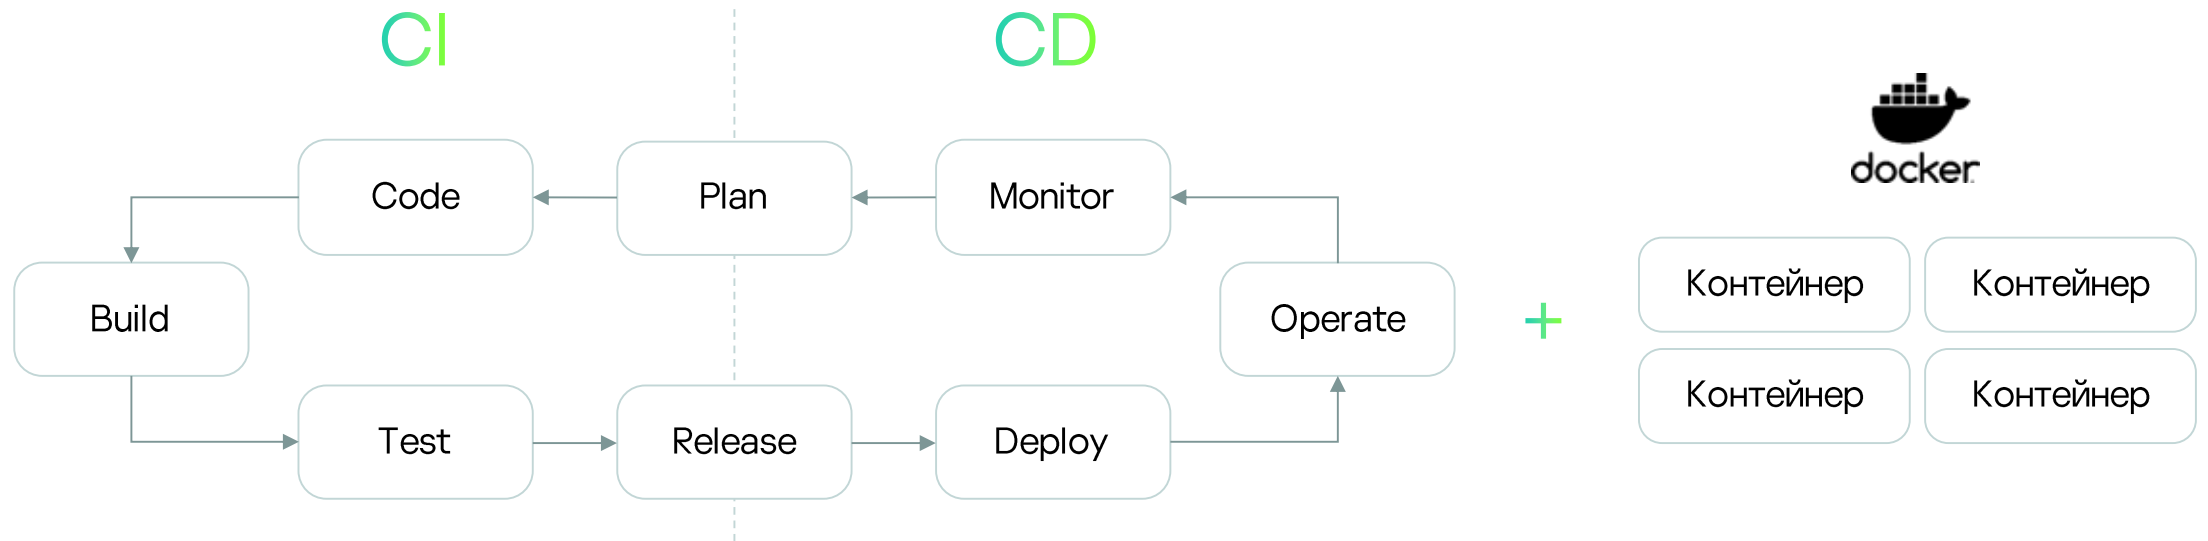 CI
CD
docker
Code
Plan
Monitor
Build
Operate
Test
Release
Deploy
+
Контейнер
Контейнер
Контейнер
Контейнер